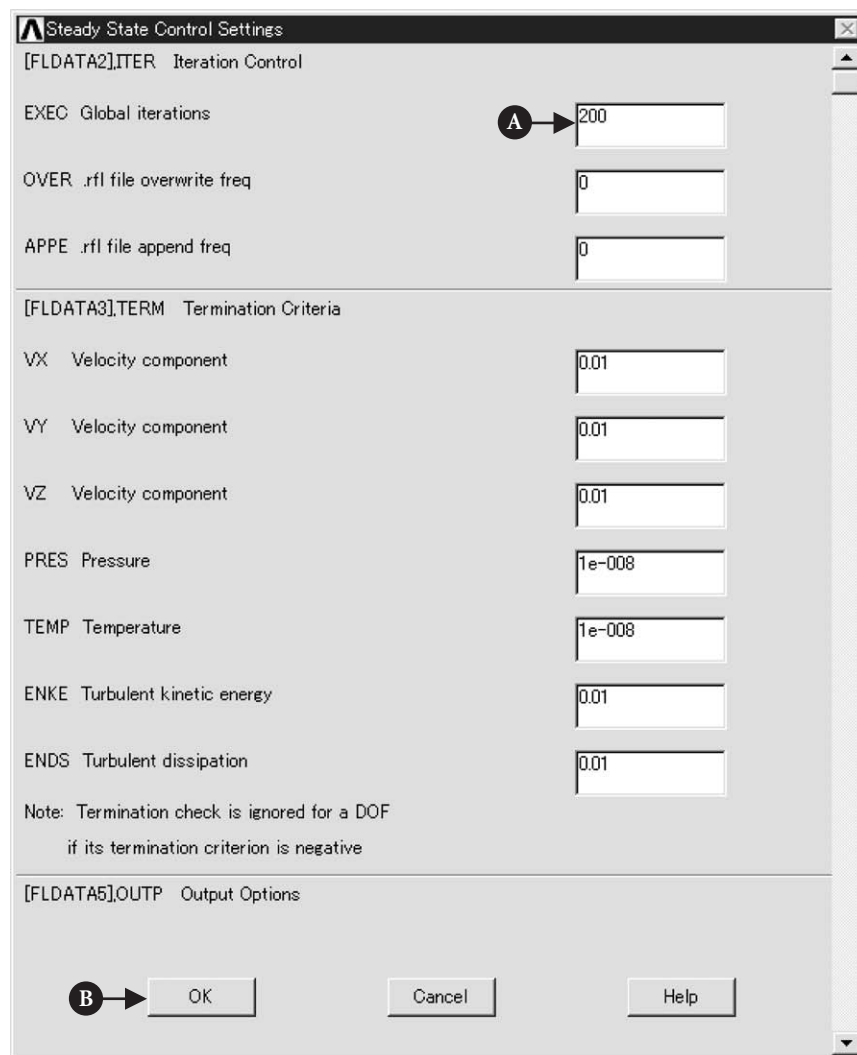 Steady State Control Settings
[FLDATA2],ITER Iteration Control
EXEC Global iterations A 200
OVER .rfl file overwrite freq 0
APPE .rfl file append freq 0
[FLDATA3],TERM Termination Criteria
VX Velocity component 0.01
VY Velocity component 0.01
VZ Velocity component 0.01
PRES Pressure 1e-008
TEMP Temperature 1e-008
ENKE Turbulent kinetic energy 0.01
ENDS Turbulent dissipation 0.01
Note: Termination check is ignored for a DOF
if its termination criterion is negative
[FLDATA5],OUTP Output Options
B OK Cancel Help